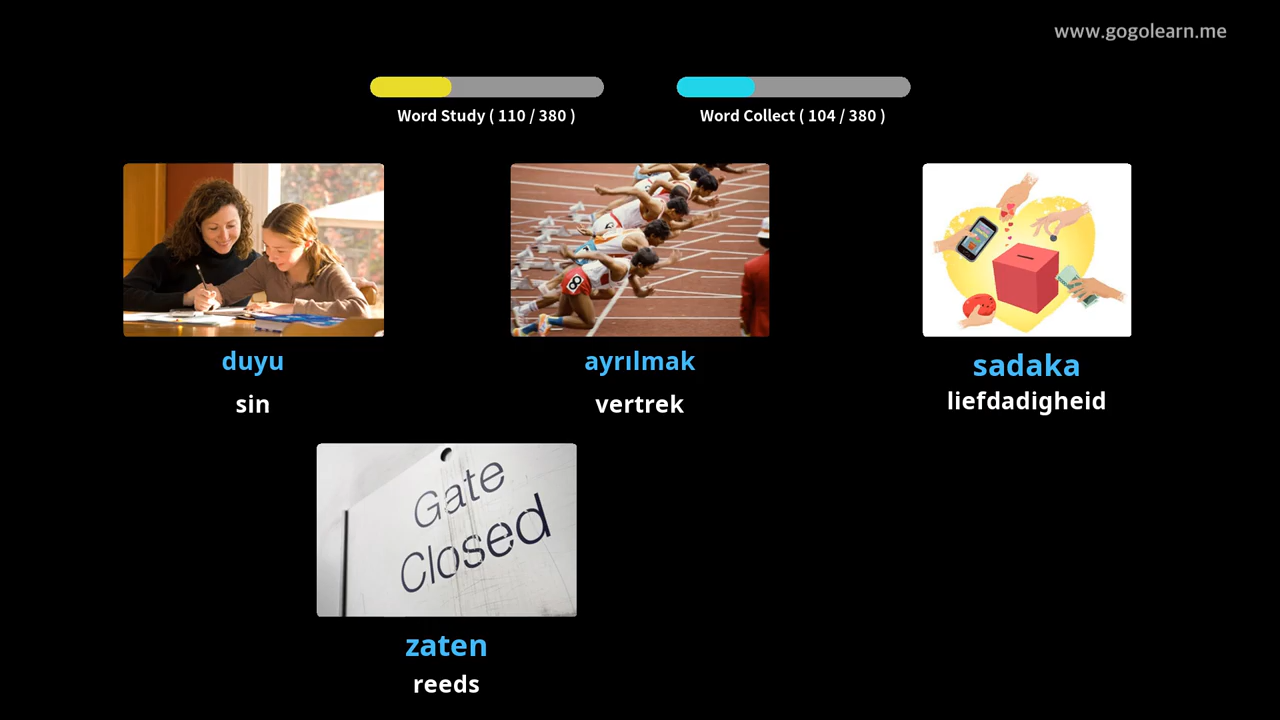 www.gogolearn.me
Word Study ( 110 / 380 )
Word Collect ( 104 / 380 )
duyu
sin
ayrılmak
vertrek
sadaka
liefdadigheid
Gate
Closed
zaten
reeds